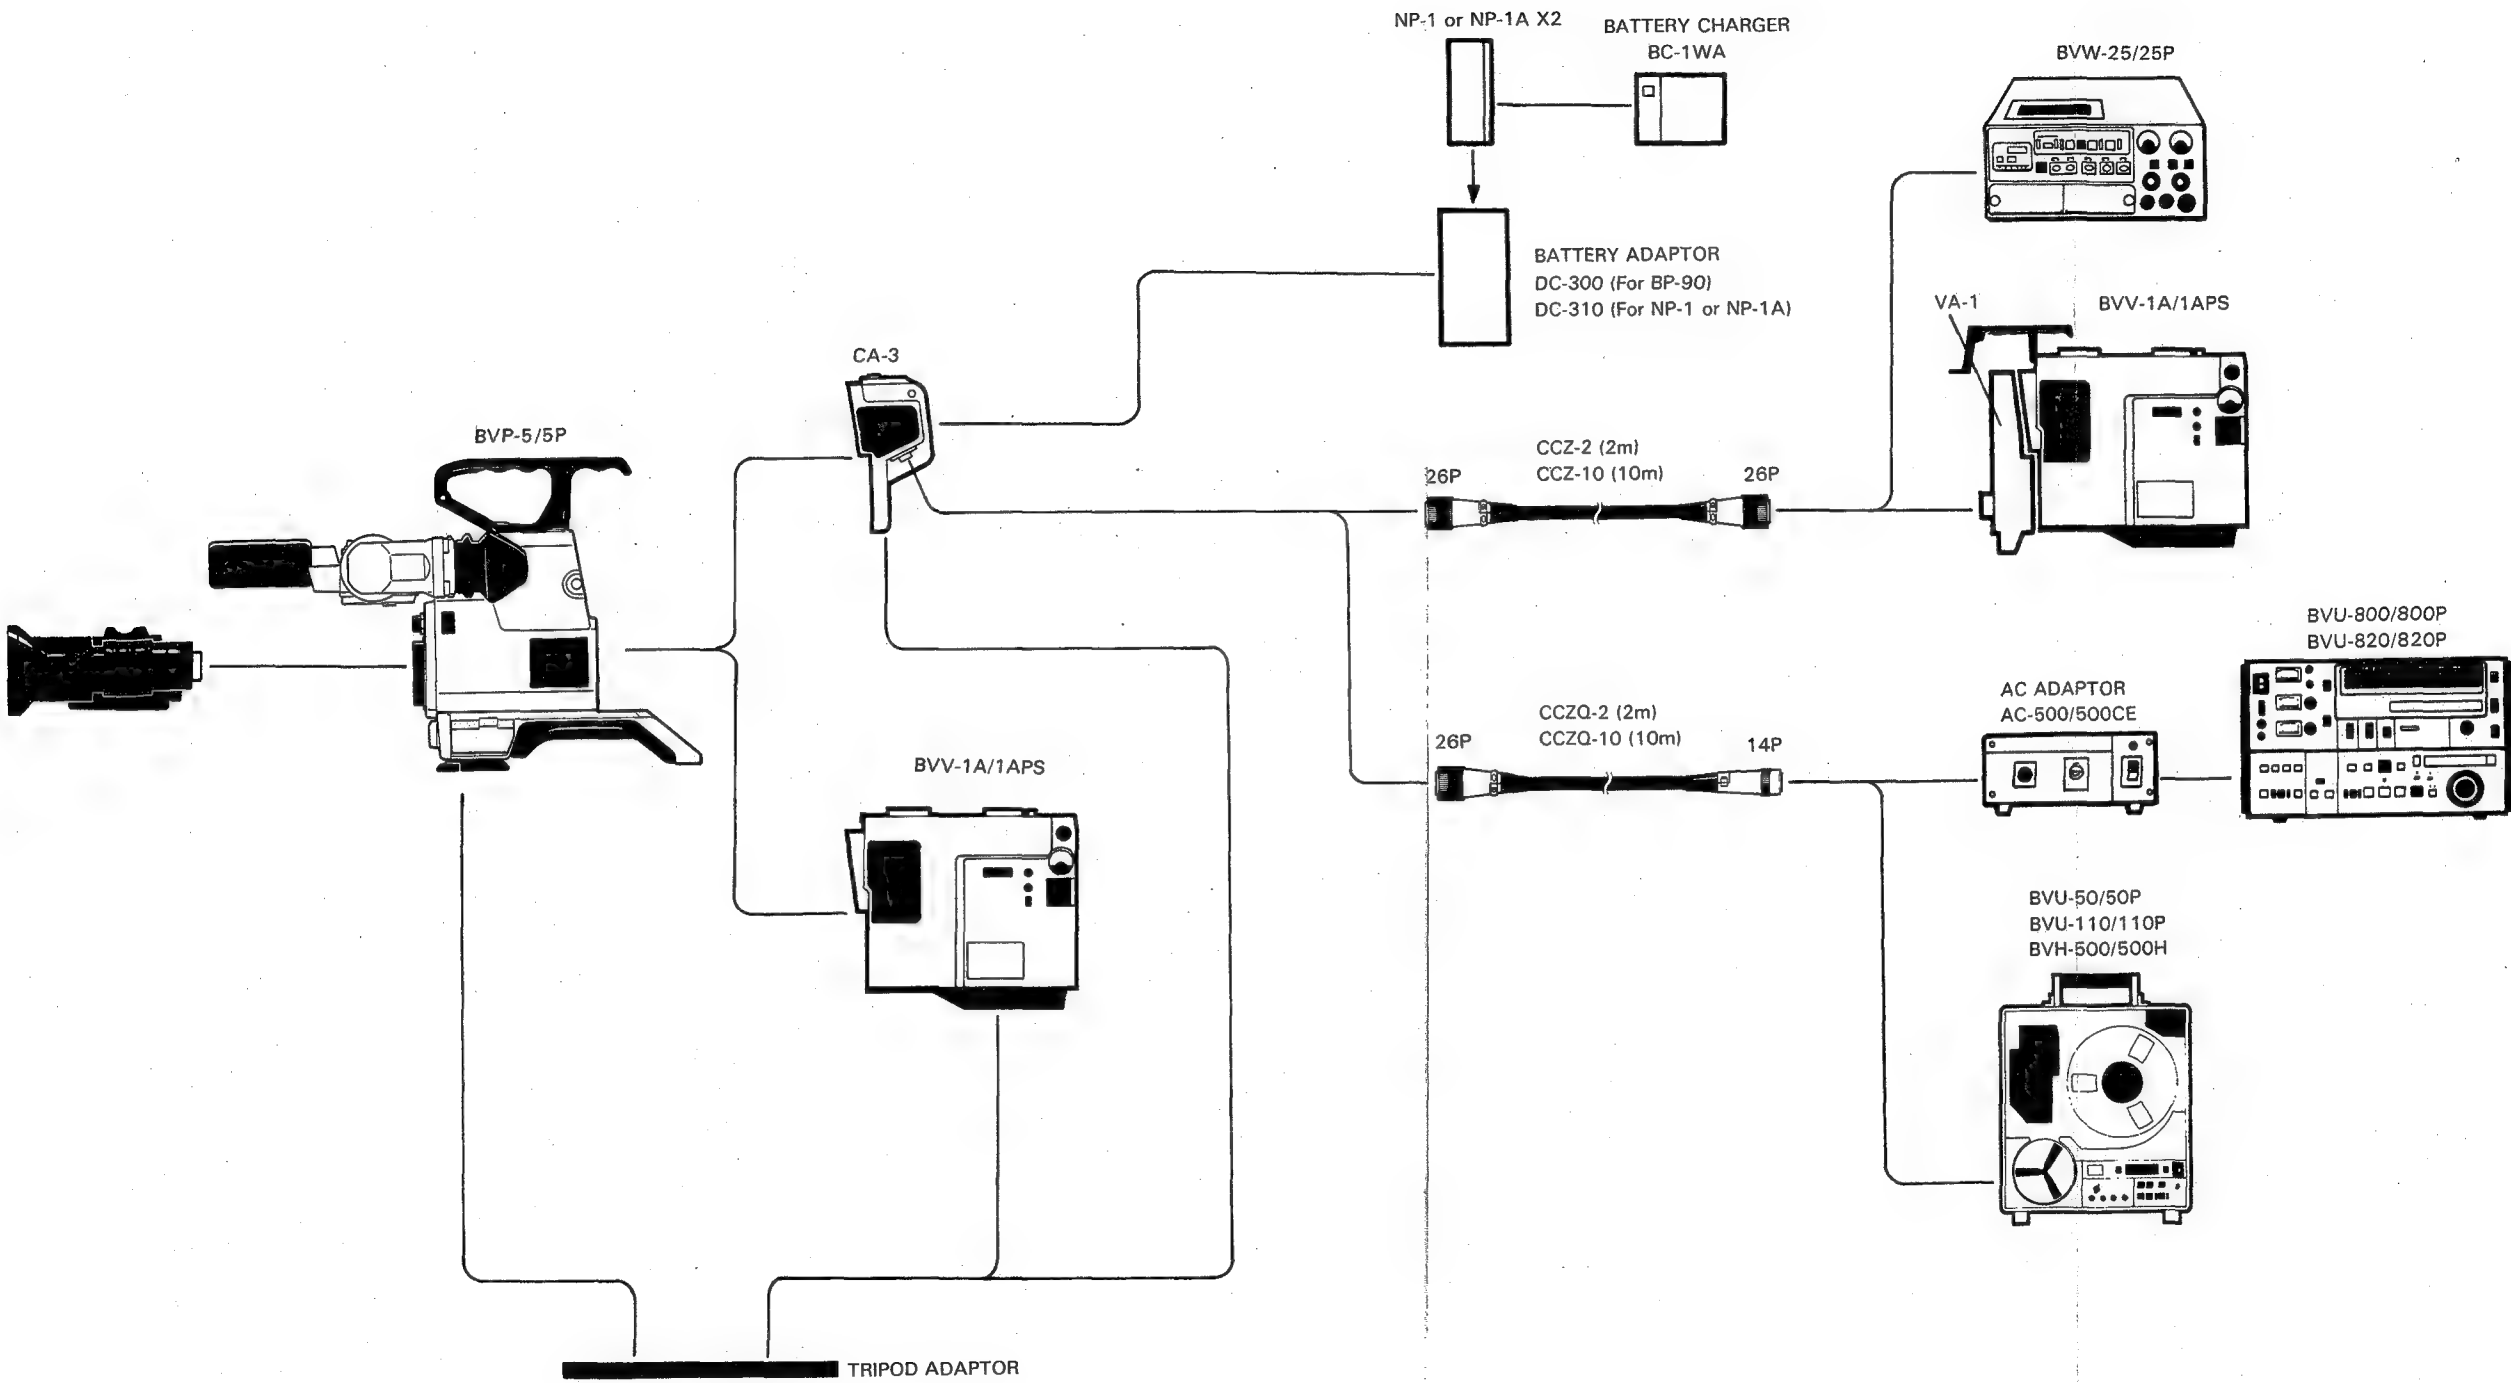 NP-1 or NP-1A X2
BATTERY CHARGER
BC-1WA
BVW-25/25P
BATTERY ADAPTOR
DC-300 (For BP-90)
DC-310 (For NP-1 or NP-1A)
VA-1
BVV-1A/1APS
CA-3
BVP-5/5P
CCZ-2 (2m)
CCZ-10 (10m)
26P
26P
BVU-800/800P
BVU-820/820P
AC ADAPTOR
AC-500/500CE
CCZQ-2 (2m)
CCZQ-10 (10m)
26P
14P
BVV-1A/1APS
BVU-50/50P
BVU-110/110P
BVH-500/500H
TRIPOD ADAPTOR